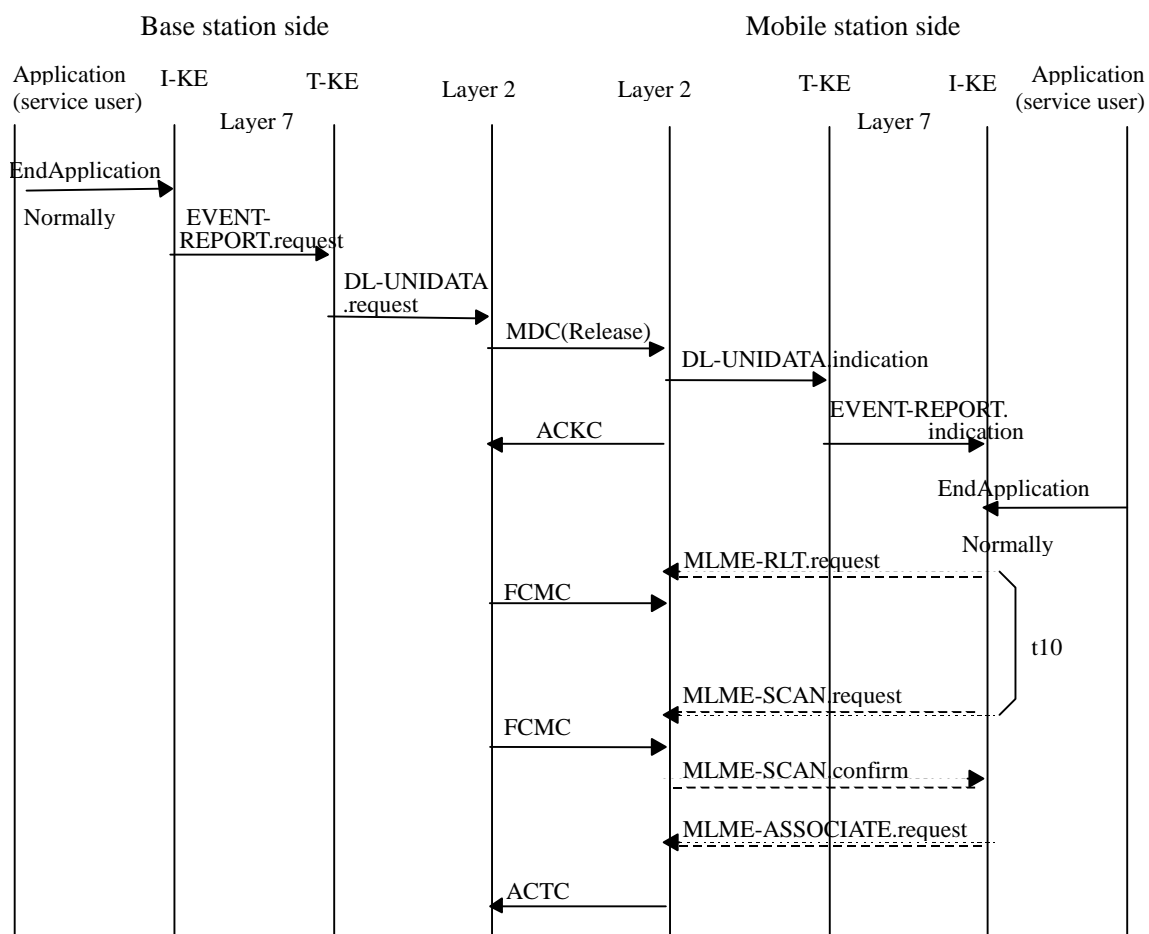 Base station side
Mobile station side
Application
(service user)
I-KE
T-KE
Layer 2
Layer 2
T-KE
I-KE
Application
(service user)
Layer 7
Layer 7
EndApplication
Normally
EVENT-
REPORT.request
DL-UNIDATA
.request
MDC(Release)
DL-UNIDATA.indication
EVENT-REPORT.
indication
ACKC
EndApplication
Normally
MLME-RLT.request
FCMC
t10
MLME-SCAN.request
FCMC
MLME-SCAN.confirm
MLME-ASSOCIATE.request
ACTC